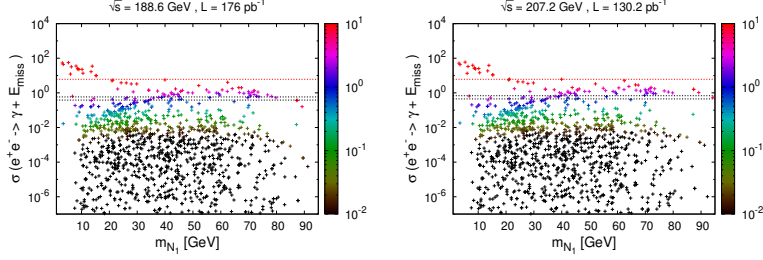 √s = 188.6 GeV , L = 176 pb⁻¹
σ (e⁺e⁻ -> γ + E_miss)
10⁴
10²
10⁰
10⁻²
10⁻⁴
10⁻⁶
10 20 30 40 50 60 70 80 90
m_N₁ [GeV]
10¹
10⁰
10⁻¹
10⁻²
√s = 207.2 GeV , L = 130.2 pb⁻¹
σ (e⁺e⁻ -> γ + E_miss)
10⁴
10²
10⁰
10⁻²
10⁻⁴
10⁻⁶
10 20 30 40 50 60 70 80 90
m_N₁ [GeV]
10¹
10⁰
10⁻¹
10⁻²